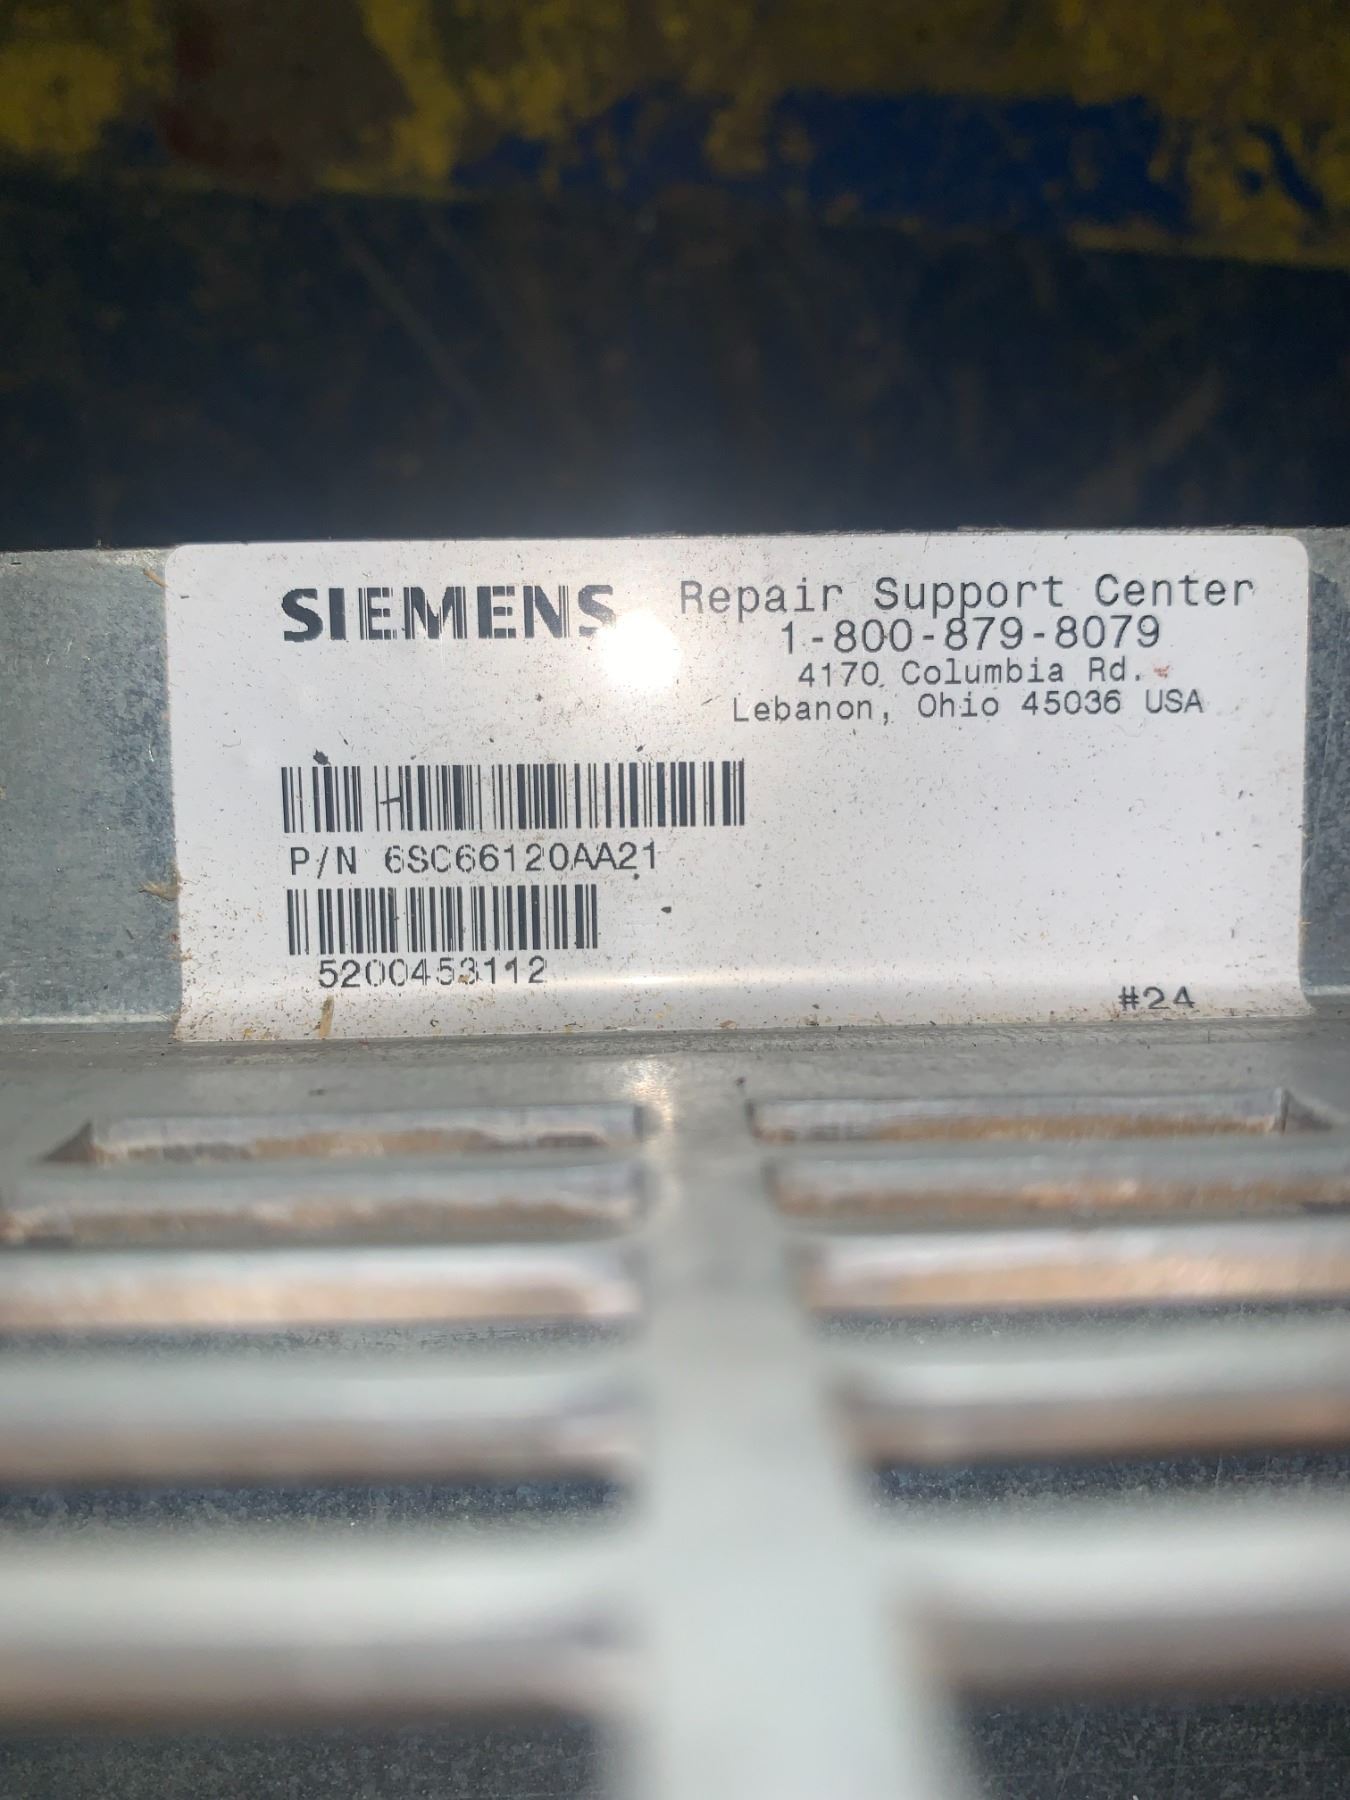 SIEMENS Repair Support Center
1-800-879-8079
4170 Columbia Rd.
Lebanon, Ohio 45036 USA
P/N 6SC66120AA21
5200453112
#24